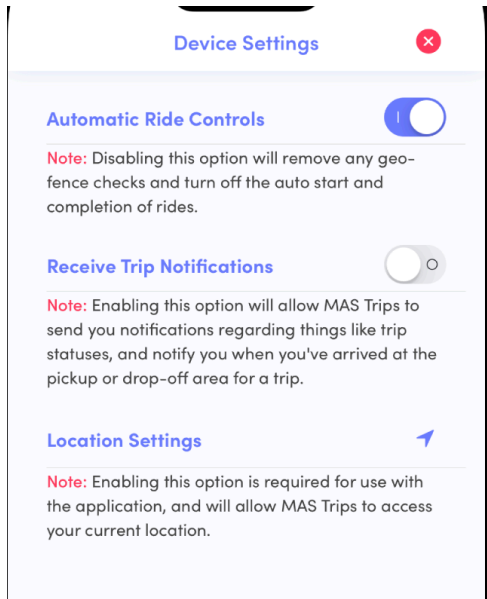 Device Settings
Automatic Ride Controls
Note: Disabling this option will remove any geo-
fence checks and turn off the auto start and
completion of rides.
Receive Trip Notifications
Note: Enabling this option will allow MAS Trips to
send you notifications regarding things like trip
statuses, and notify you when you've arrived at the
pickup or drop-off area for a trip.
Location Settings
Note: Enabling this option is required for use with
the application, and will allow MAS Trips to access
your current location.